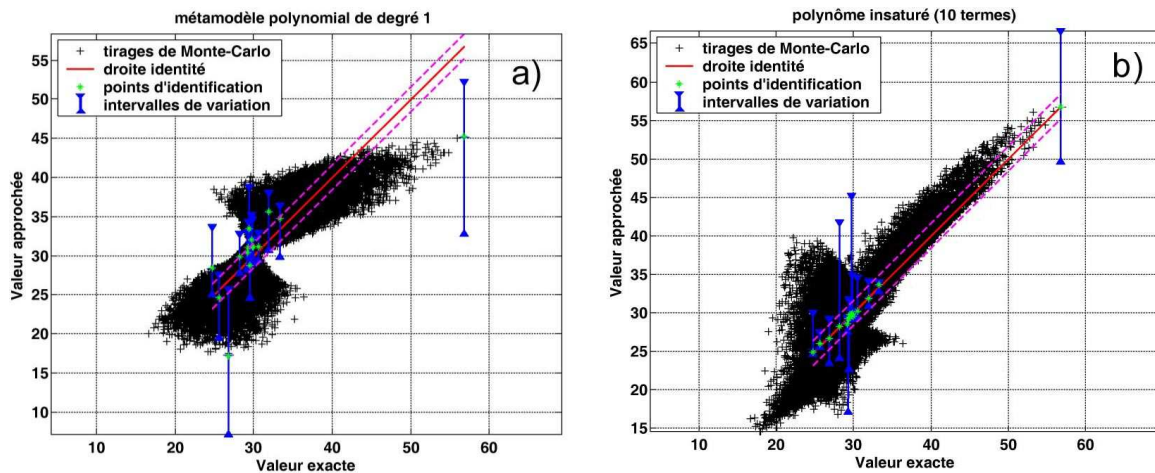 métamodèle polynomial de degré 1
a)
tirages de Monte-Carlo
droite identité
points d'identification
intervalles de variation
Valeur approchée
55
50
45
40
35
30
25
20
15
10
10
20
30
40
50
60
Valeur exacte
polynôme insaturé (10 termes)
b)
tirages de Monte-Carlo
droite identité
points d'identification
intervalles de variation
Valeur approchée
65
60
55
50
45
40
35
30
25
20
15
10
20
30
40
50
60
Valeur exacte